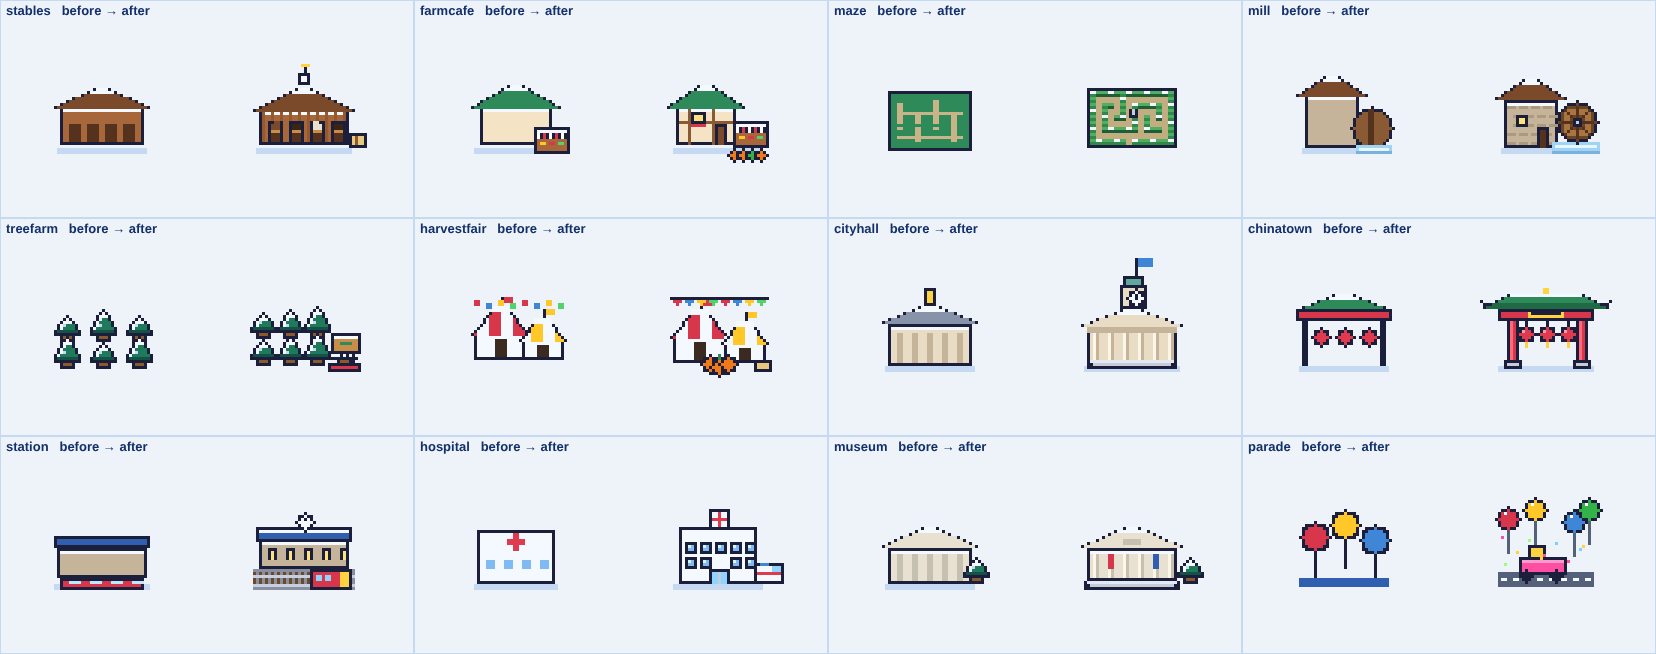 stables before → after
farmcafe before → after
maze before → after
mill before → after
treefarm before → after
harvestfair before → after
cityhall before → after
chinatown before → after
station before → after
hospital before → after
museum before → after
parade before → after